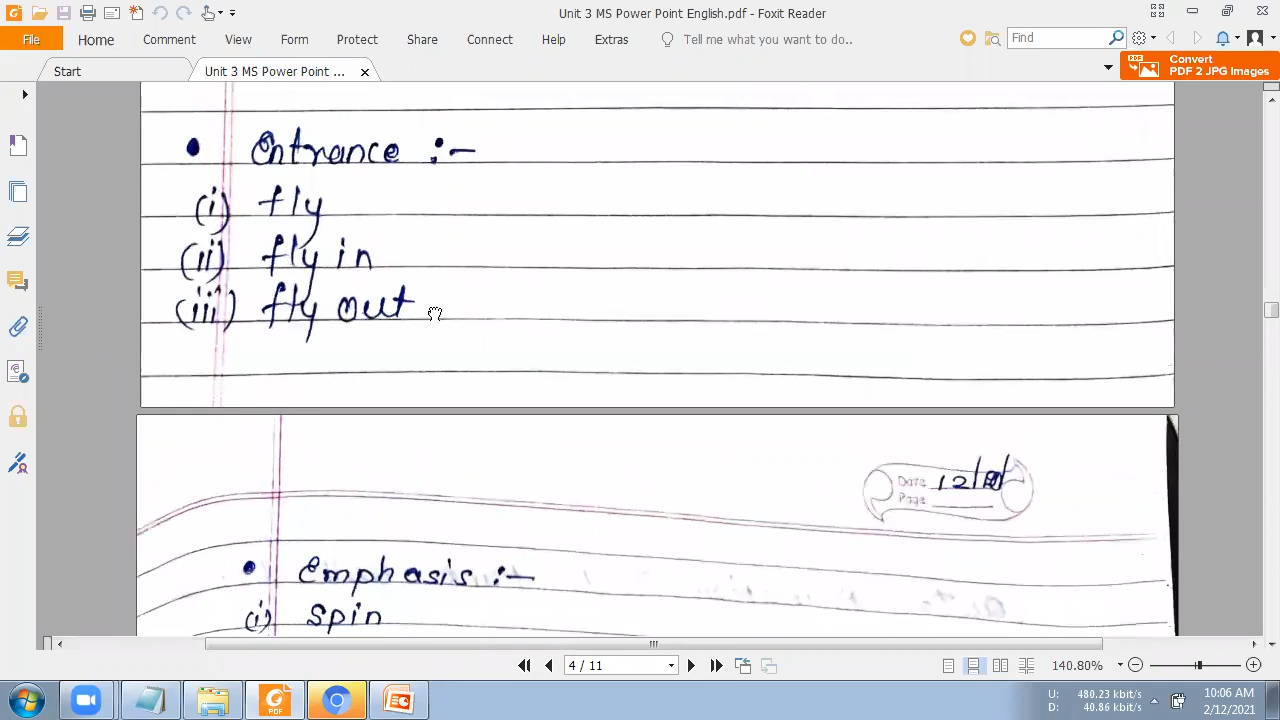 Unit 3 MS Power Point English.pdf - Foxit Reader
File Home Comment View Form Protect Share Connect Help Extras Tell me what you want to do.. Find
Start Unit 3 MS Power Point ... Convert
PDF 2 JPG Images
• Entrance :-
(i) fly
(ii) fly in
(iii) fly out
Date 12/
Page
• Emphasis :-
(i) spin
4 / 11 140.80%
PDF
U: 480.23 kbit/s
D: 40.86 kbit/s
10:06 AM
2/12/2021